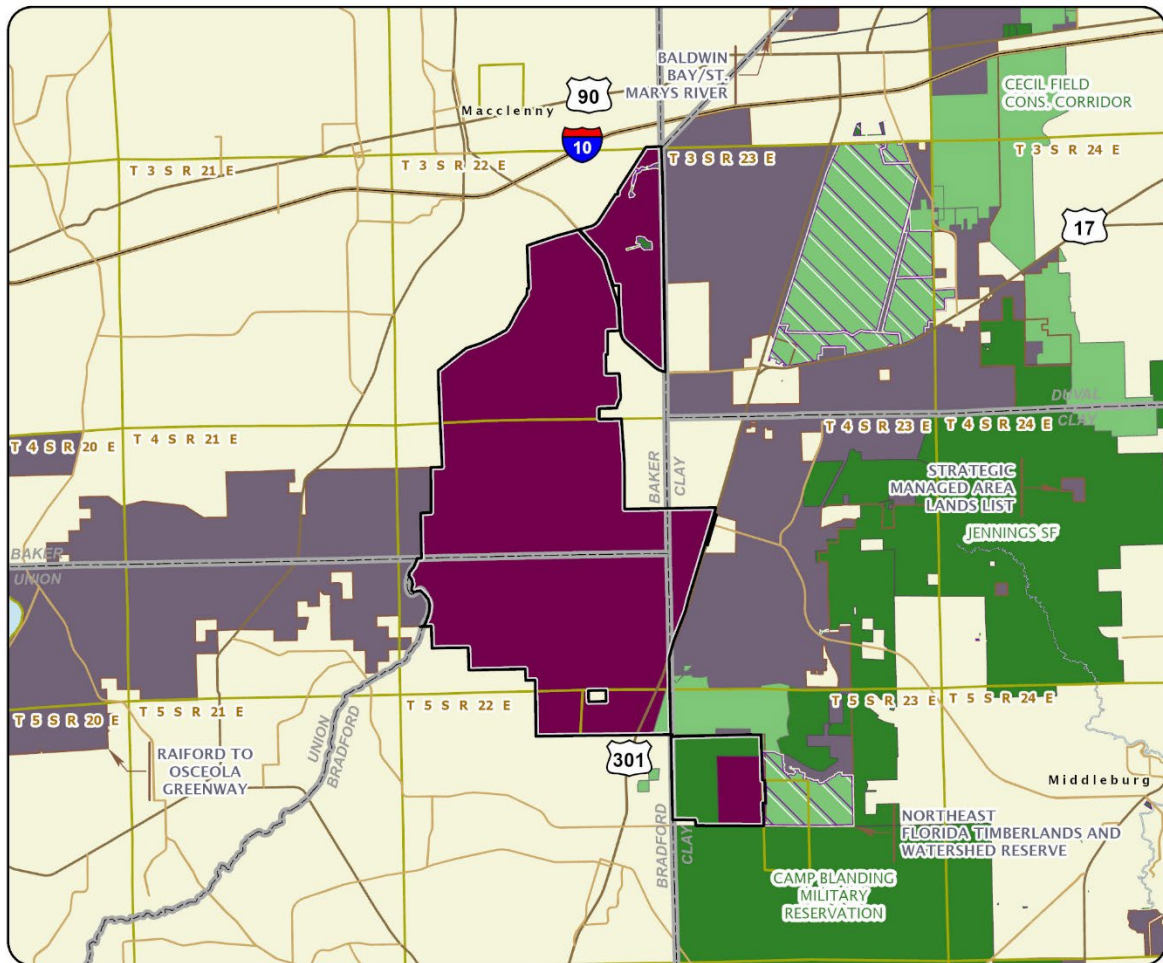 BALDWIN
BAY/ST.
MARYS RIVER
90
Macclenny
CECIL FIELD
CONS. CORRIDOR
10
T 3 S R 21 E
T 3 S R 22 E
T 3 S R 23 E
T 3 S R 24 E
17
DUVAL
CLAY
T 4 S R 20 E
T 4 S R 21 E
T 4 S R 23 E
T 4 S R 24 E
BAKER
CLAY
STRATEGIC
MANAGED AREA
LANDS LIST
JENNINGS SF
BAKER
UNION
T 5 S R 20 E
T 5 S R 21 E
T 5 S R 22 E
T 5 S R 23 E
T 5 S R 24 E
UNION
BRADFORD
RAIFORD TO
OSCEOLA
GREENWAY
301
Middleburg
BRADFORD
CLAY
NORTHEAST
FLORIDA TIMBERLANDS AND
WATERSHED RESERVE
CAMP BLANDING
MILITARY
RESERVATION